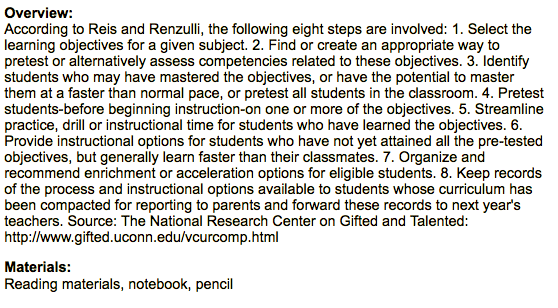 Overview:
According to Reis and Renzulli, the following eight steps are involved: 1. Select the
learning objectives for a given subject. 2. Find or create an appropriate way to
pretest or alternatively assess competencies related to these objectives. 3. Identify
students who may have mastered the objectives, or have the potential to master
them at a faster than normal pace, or pretest all students in the classroom. 4. Pretest
students-before beginning instruction-on one or more of the objectives. 5. Streamline
practice, drill or instructional time for students who have learned the objectives. 6.
Provide instructional options for students who have not yet attained all the pre-tested
objectives, but generally learn faster than their classmates. 7. Organize and
recommend enrichment or acceleration options for eligible students. 8. Keep records
of the process and instructional options available to students whose curriculum has
been compacted for reporting to parents and forward these records to next year's
teachers. Source: The National Research Center on Gifted and Talented:
http://www.gifted.uconn.edu/vcurcomp.html
Materials:
Reading materials, notebook, pencil